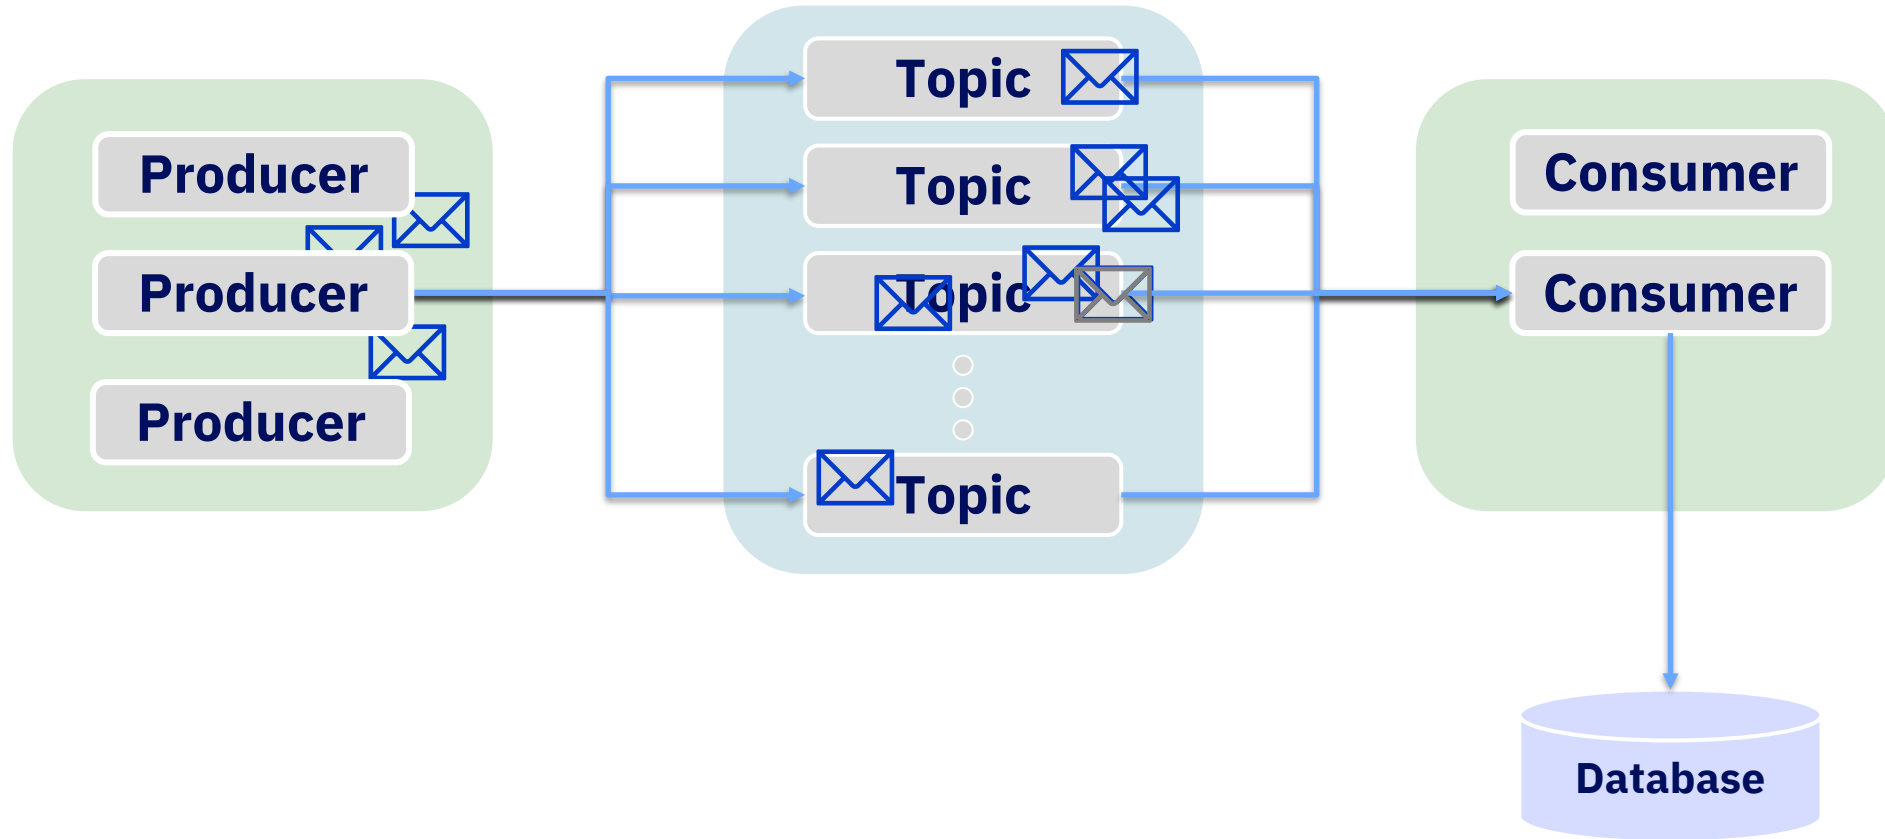 Producer
Producer
Producer
Topic
Topic
Topic
Topic
Consumer
Consumer
Database